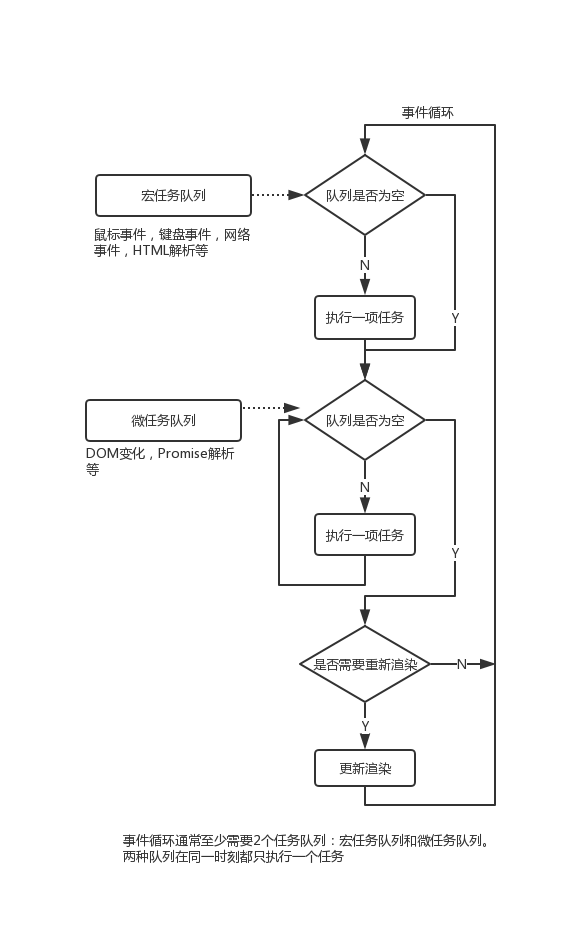 事件循环
宏任务队列
队列是否为空
鼠标事件，键盘事件，网络
事件，HTML解析等
N
执行一项任务
Y
微任务队列
队列是否为空
DOM变化，Promise解析
等
N
执行一项任务
Y
是否需要重新渲染
N
Y
更新渲染
事件循环通常至少需要2个任务队列：宏任务队列和微任务队列。
两种队列在同一时刻都只执行一个任务